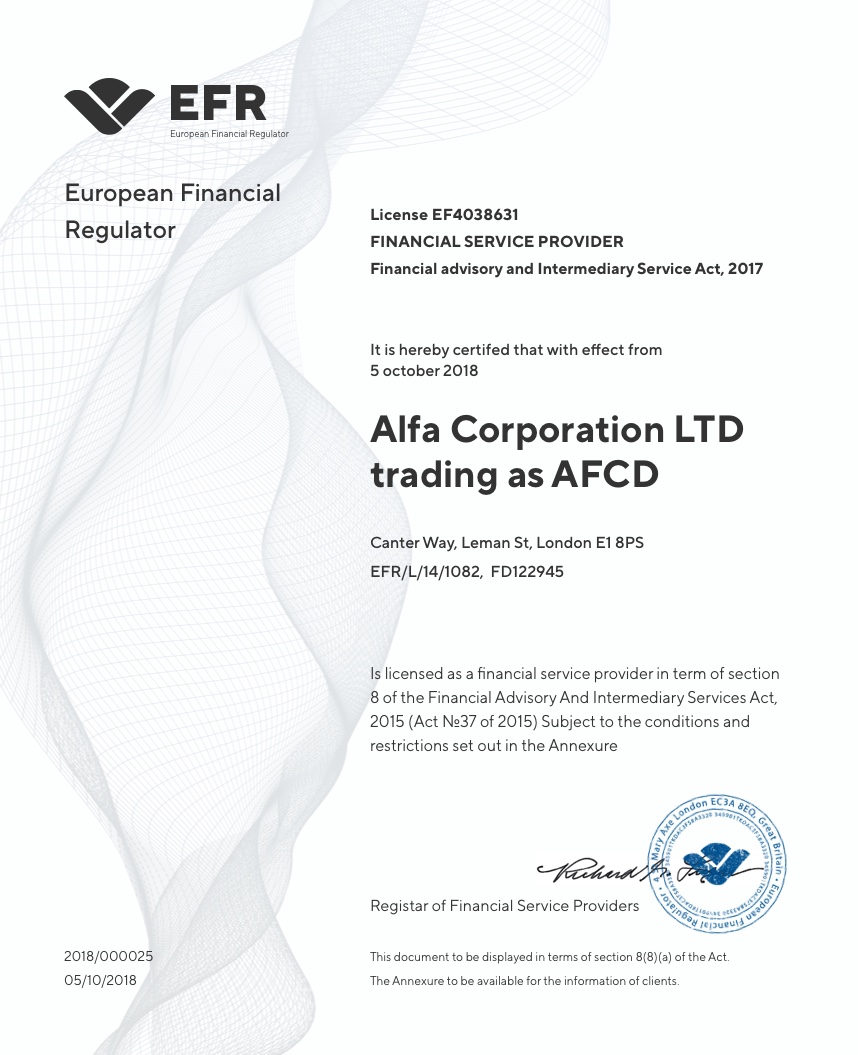 EFR
European Financial Regulator
European Financial
Regulator
License EF4038631
FINANCIAL SERVICE PROVIDER
Financial advisory and Intermediary Service Act, 2017
It is hereby certifed that with effect from
5 october 2018
Alfa Corporation LTD
trading as AFCD
Canter Way, Leman St, London E1 8PS
EFR/L/14/1082, FD122945
Is licensed as a financial service provider in term of section
8 of the Financial Advisory And Intermediary Services Act,
2015 (Act №37 of 2015) Subject to the conditions and
restrictions set out in the Annexure
Mary Axe London EC3A 8EQ, Great Britain • European Financial Regulator •
Richard
Registar of Financial Service Providers
2018/000025
05/10/2018
This document to be displayed in terms of section 8(8)(a) of the Act.
The Annexure to be available for the information of clients.